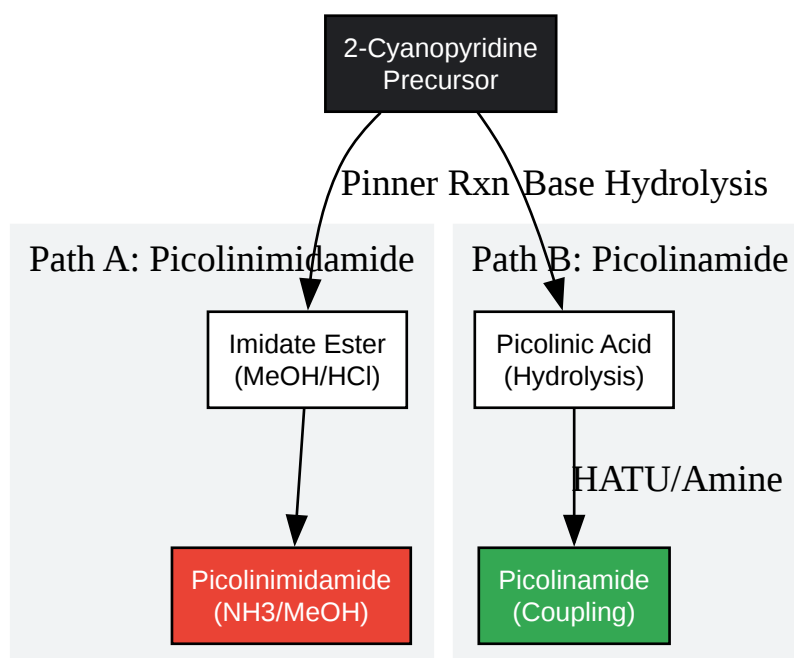 2-Cyanopyridine
Precursor
Pinner Rxn
Base Hydrolysis
Path A: Picolinimidamide
Path B: Picolinamide
Imidate Ester
(MeOH/HCl)
Picolinic Acid
(Hydrolysis)
HATU/Amine
Picolinimidamide
(NH3/MeOH)
Picolinamide
(Coupling)